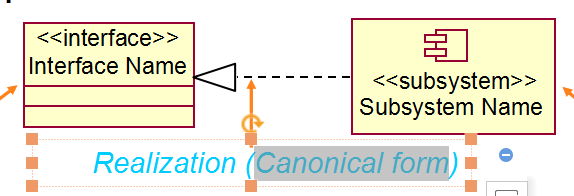 <<interface>>
Interface Name
<<subsystem>>
Subsystem Name
Realization (Canonical form)